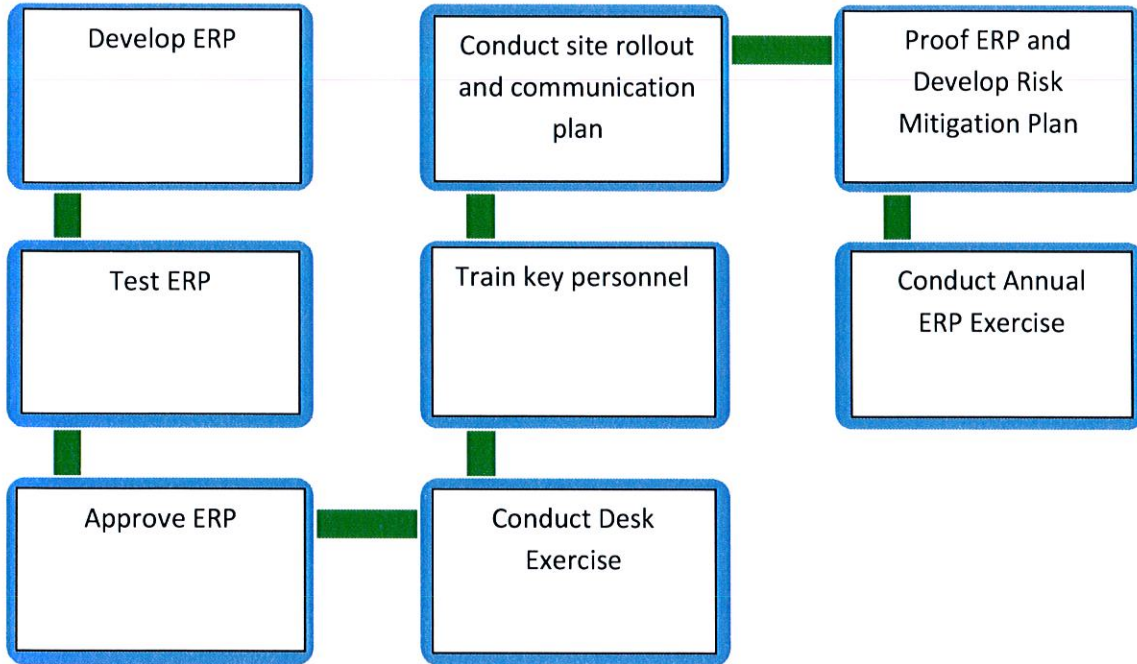 Develop ERP
Test ERP
Approve ERP
Conduct Desk
Exercise
Train key personnel
Conduct site rollout
and communication
plan
Proof ERP and
Develop Risk
Mitigation Plan
Conduct Annual
ERP Exercise